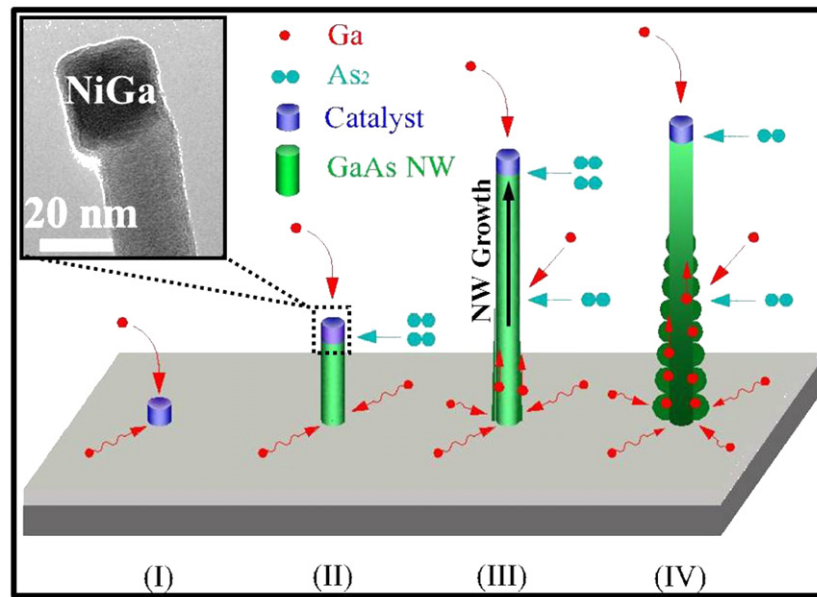 NiGa
20 nm
Ga
As₂
Catalyst
GaAs NW
NW Growth
(I)
(II)
(III)
(IV)